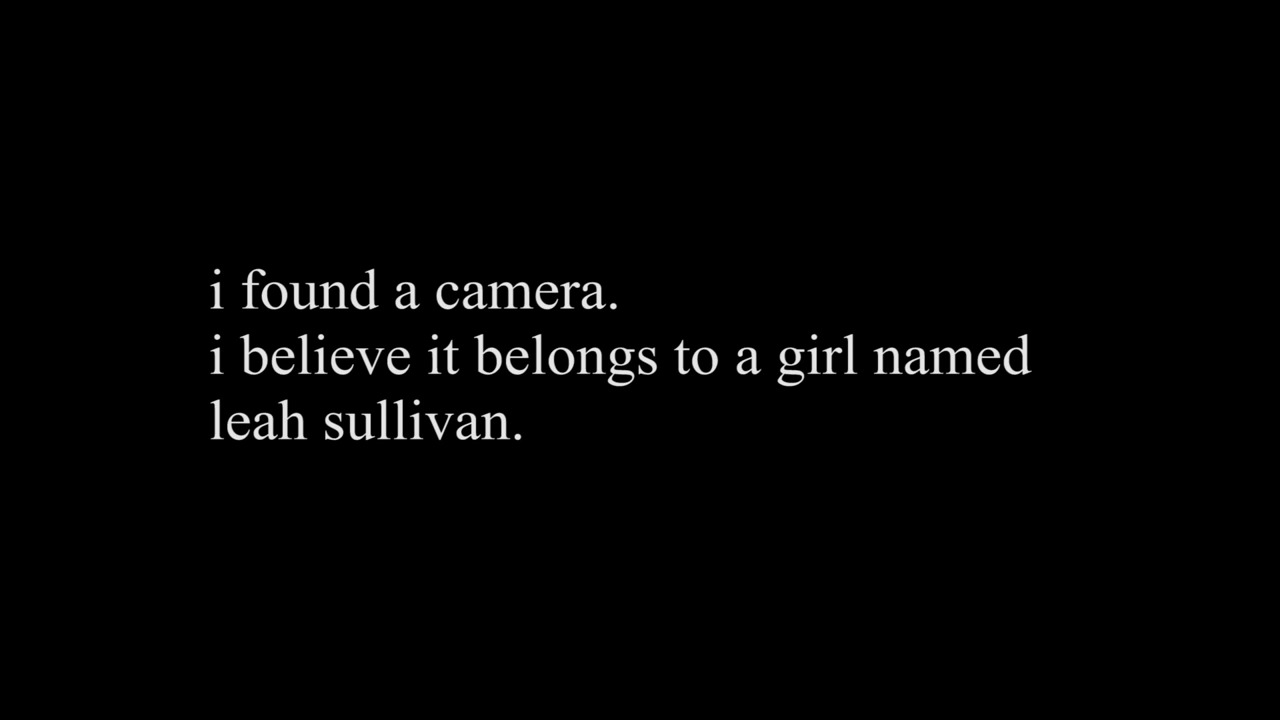 i found a camera.
i believe it belongs to a girl named
leah sullivan.